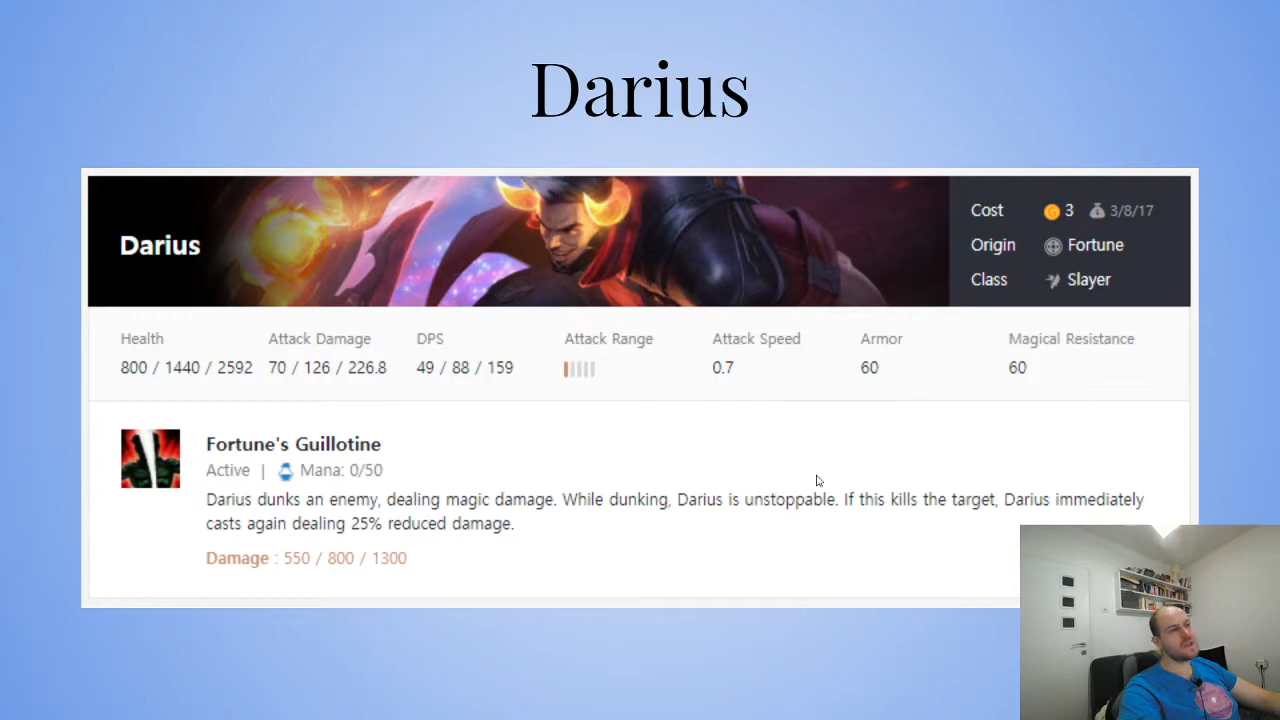 Darius
Darius
Cost 3 3/8/17
Origin Fortune
Class Slayer
Health Attack Damage DPS Attack Range Attack Speed Armor Magical Resistance
800 / 1440 / 2592 70 / 126 / 226.8 49 / 88 / 159 0.7 60 60
Fortune's Guillotine
Active | Mana: 0/50
Darius dunks an enemy, dealing magic damage. While dunking, Darius is unstoppable. If this kills the target, Darius immediately
casts again dealing 25% reduced damage.
Damage : 550 / 800 / 1300